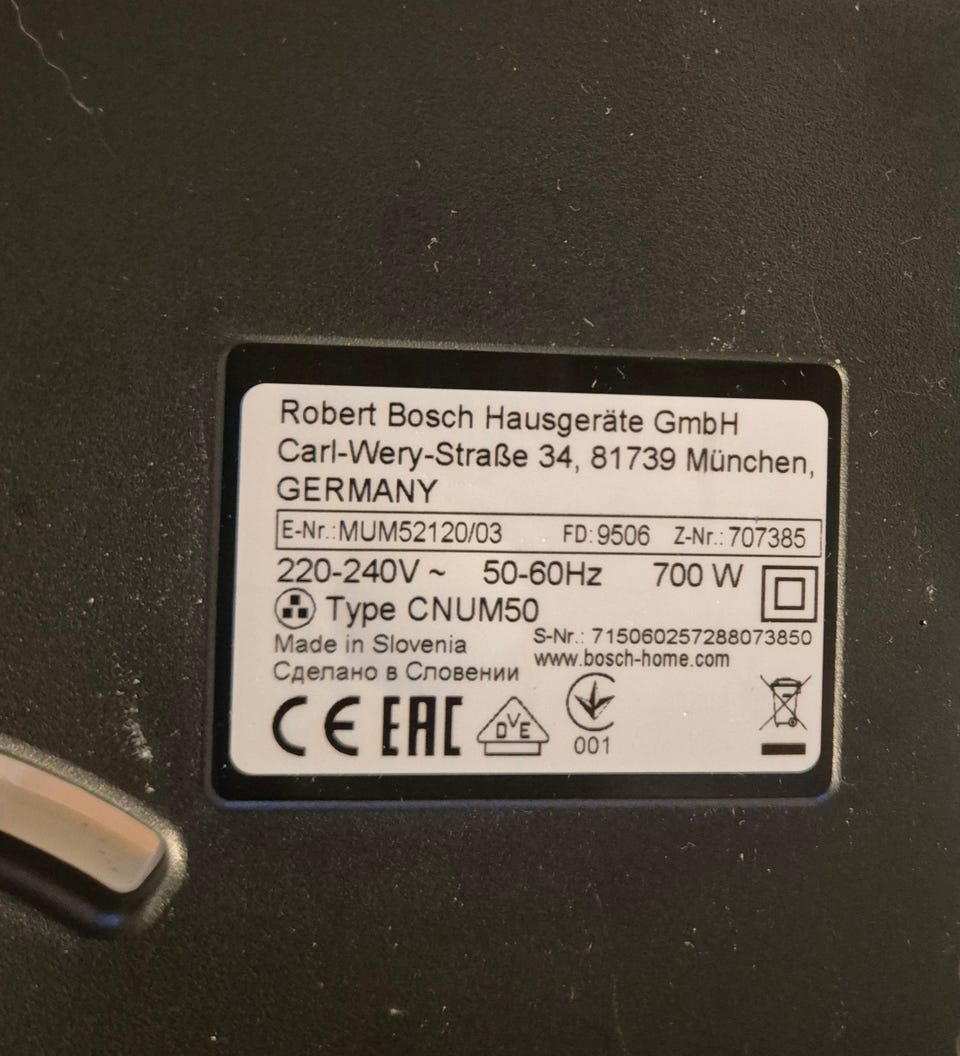 Robert Bosch Hausgeräte GmbH
Carl-Wery-Straße 34, 81739 München,
GERMANY
E-Nr.: MUM52120/03 FD: 9506 Z-Nr.: 707385
220-240V ~ 50-60Hz 700 W
Type CNUM50
S-Nr.: 715060257288073850
Made in Slovenia
www.bosch-home.com
Сделано в Словении
CE EAC DVE
001